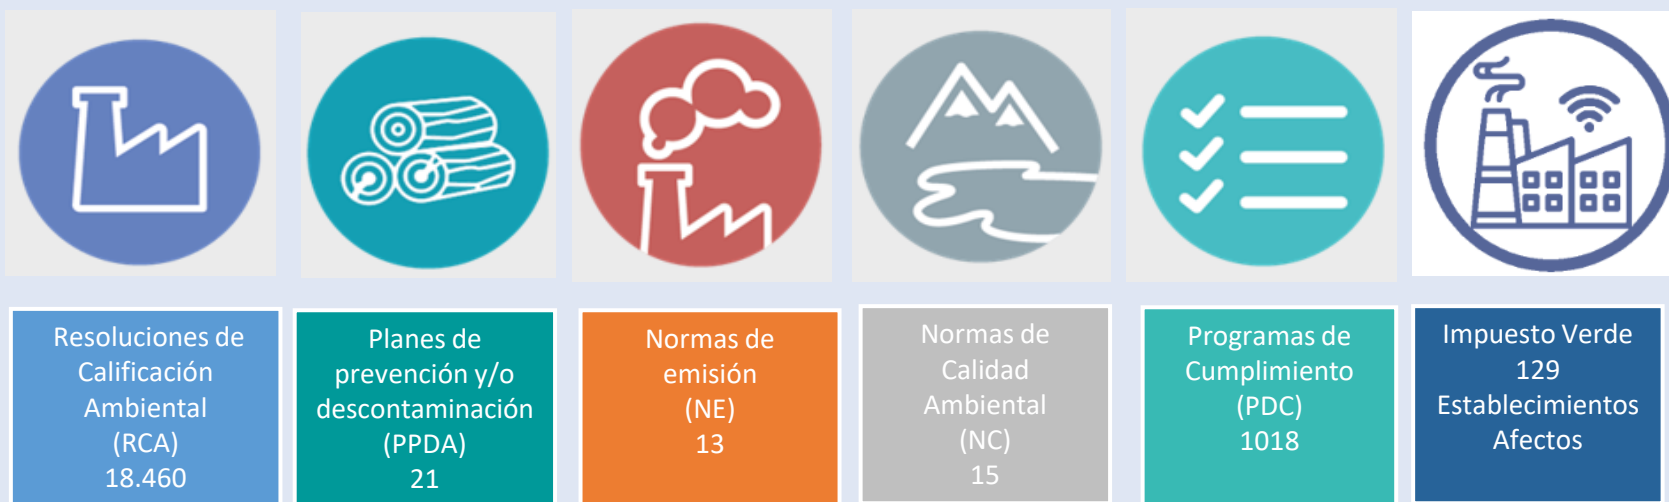 Resoluciones de
Calificación
Ambiental
(RCA)
18.460
Planes de
prevención y/o
descontaminación
(PPDA)
21
Normas de
emisión
(NE)
13
Normas de
Calidad
Ambiental
(NC)
15
Programas de
Cumplimiento
(PDC)
1018
Impuesto Verde
129
Establecimientos
Afectos